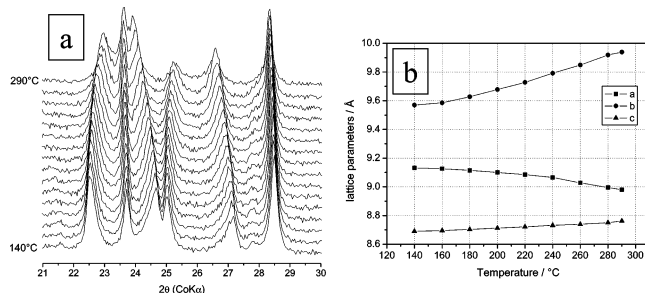 a
290°C
140°C
21 22 23 24 25 26 27 28 29 30
2θ (CoKα)
b
10.0
9.8
9.6
9.4
9.2
9.0
8.8
8.6
lattice parameters / Å
a
b
c
120 140 160 180 200 220 240 260 280 300
Temperature / °C